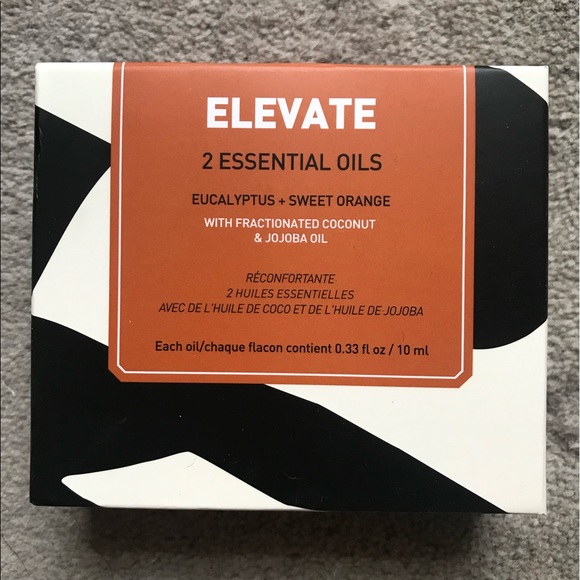 ELEVATE
2 ESSENTIAL OILS
EUCALYPTUS + SWEET ORANGE
WITH FRACTIONATED COCONUT
& JOJOBA OIL
RÉCONFORTANTE
2 HUILES ESSENTIELLES
AVEC DE L'HUILE DE COCO ET DE L'HUILE DE JOJOBA
Each oil/chaque flacon contient 0.33 fl oz / 10 ml